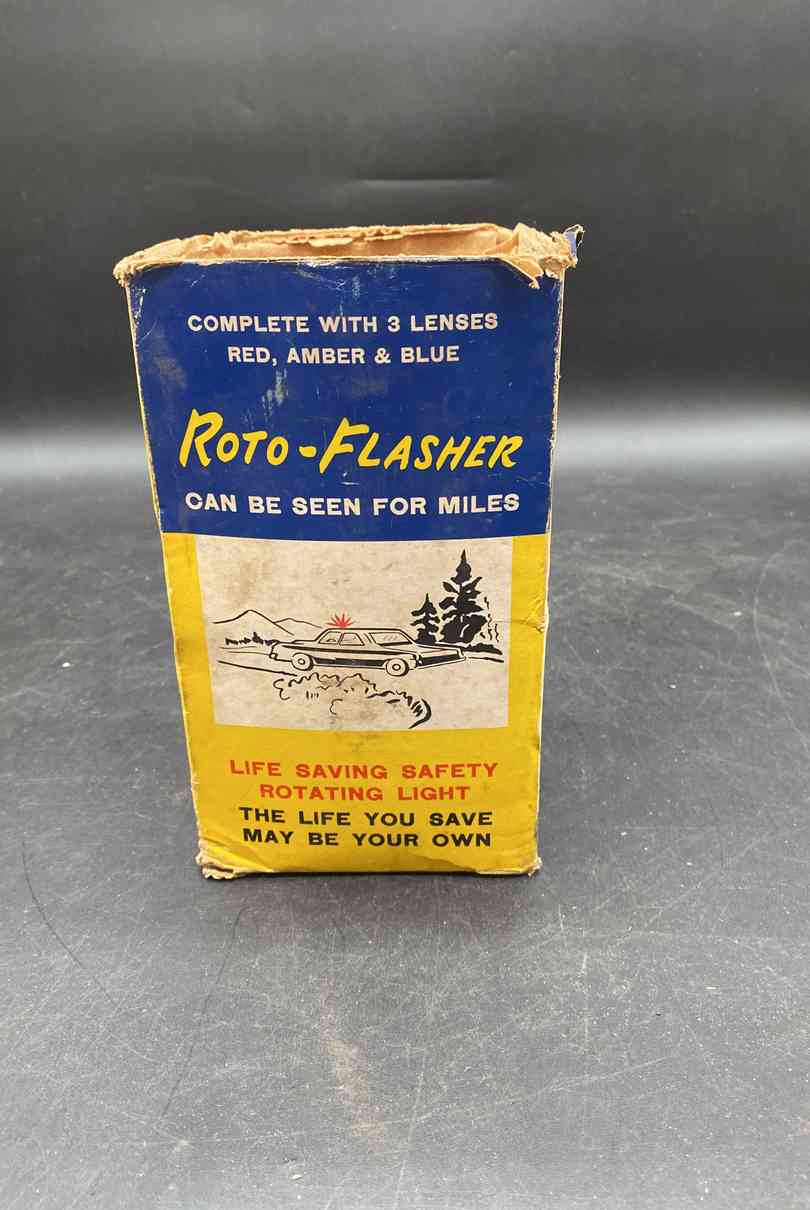 COMPLETE WITH 3 LENSES
RED, AMBER & BLUE
ROTO-FLASHER
CAN BE SEEN FOR MILES
LIFE SAVING SAFETY
ROTATING LIGHT
THE LIFE YOU SAVE
MAY BE YOUR OWN